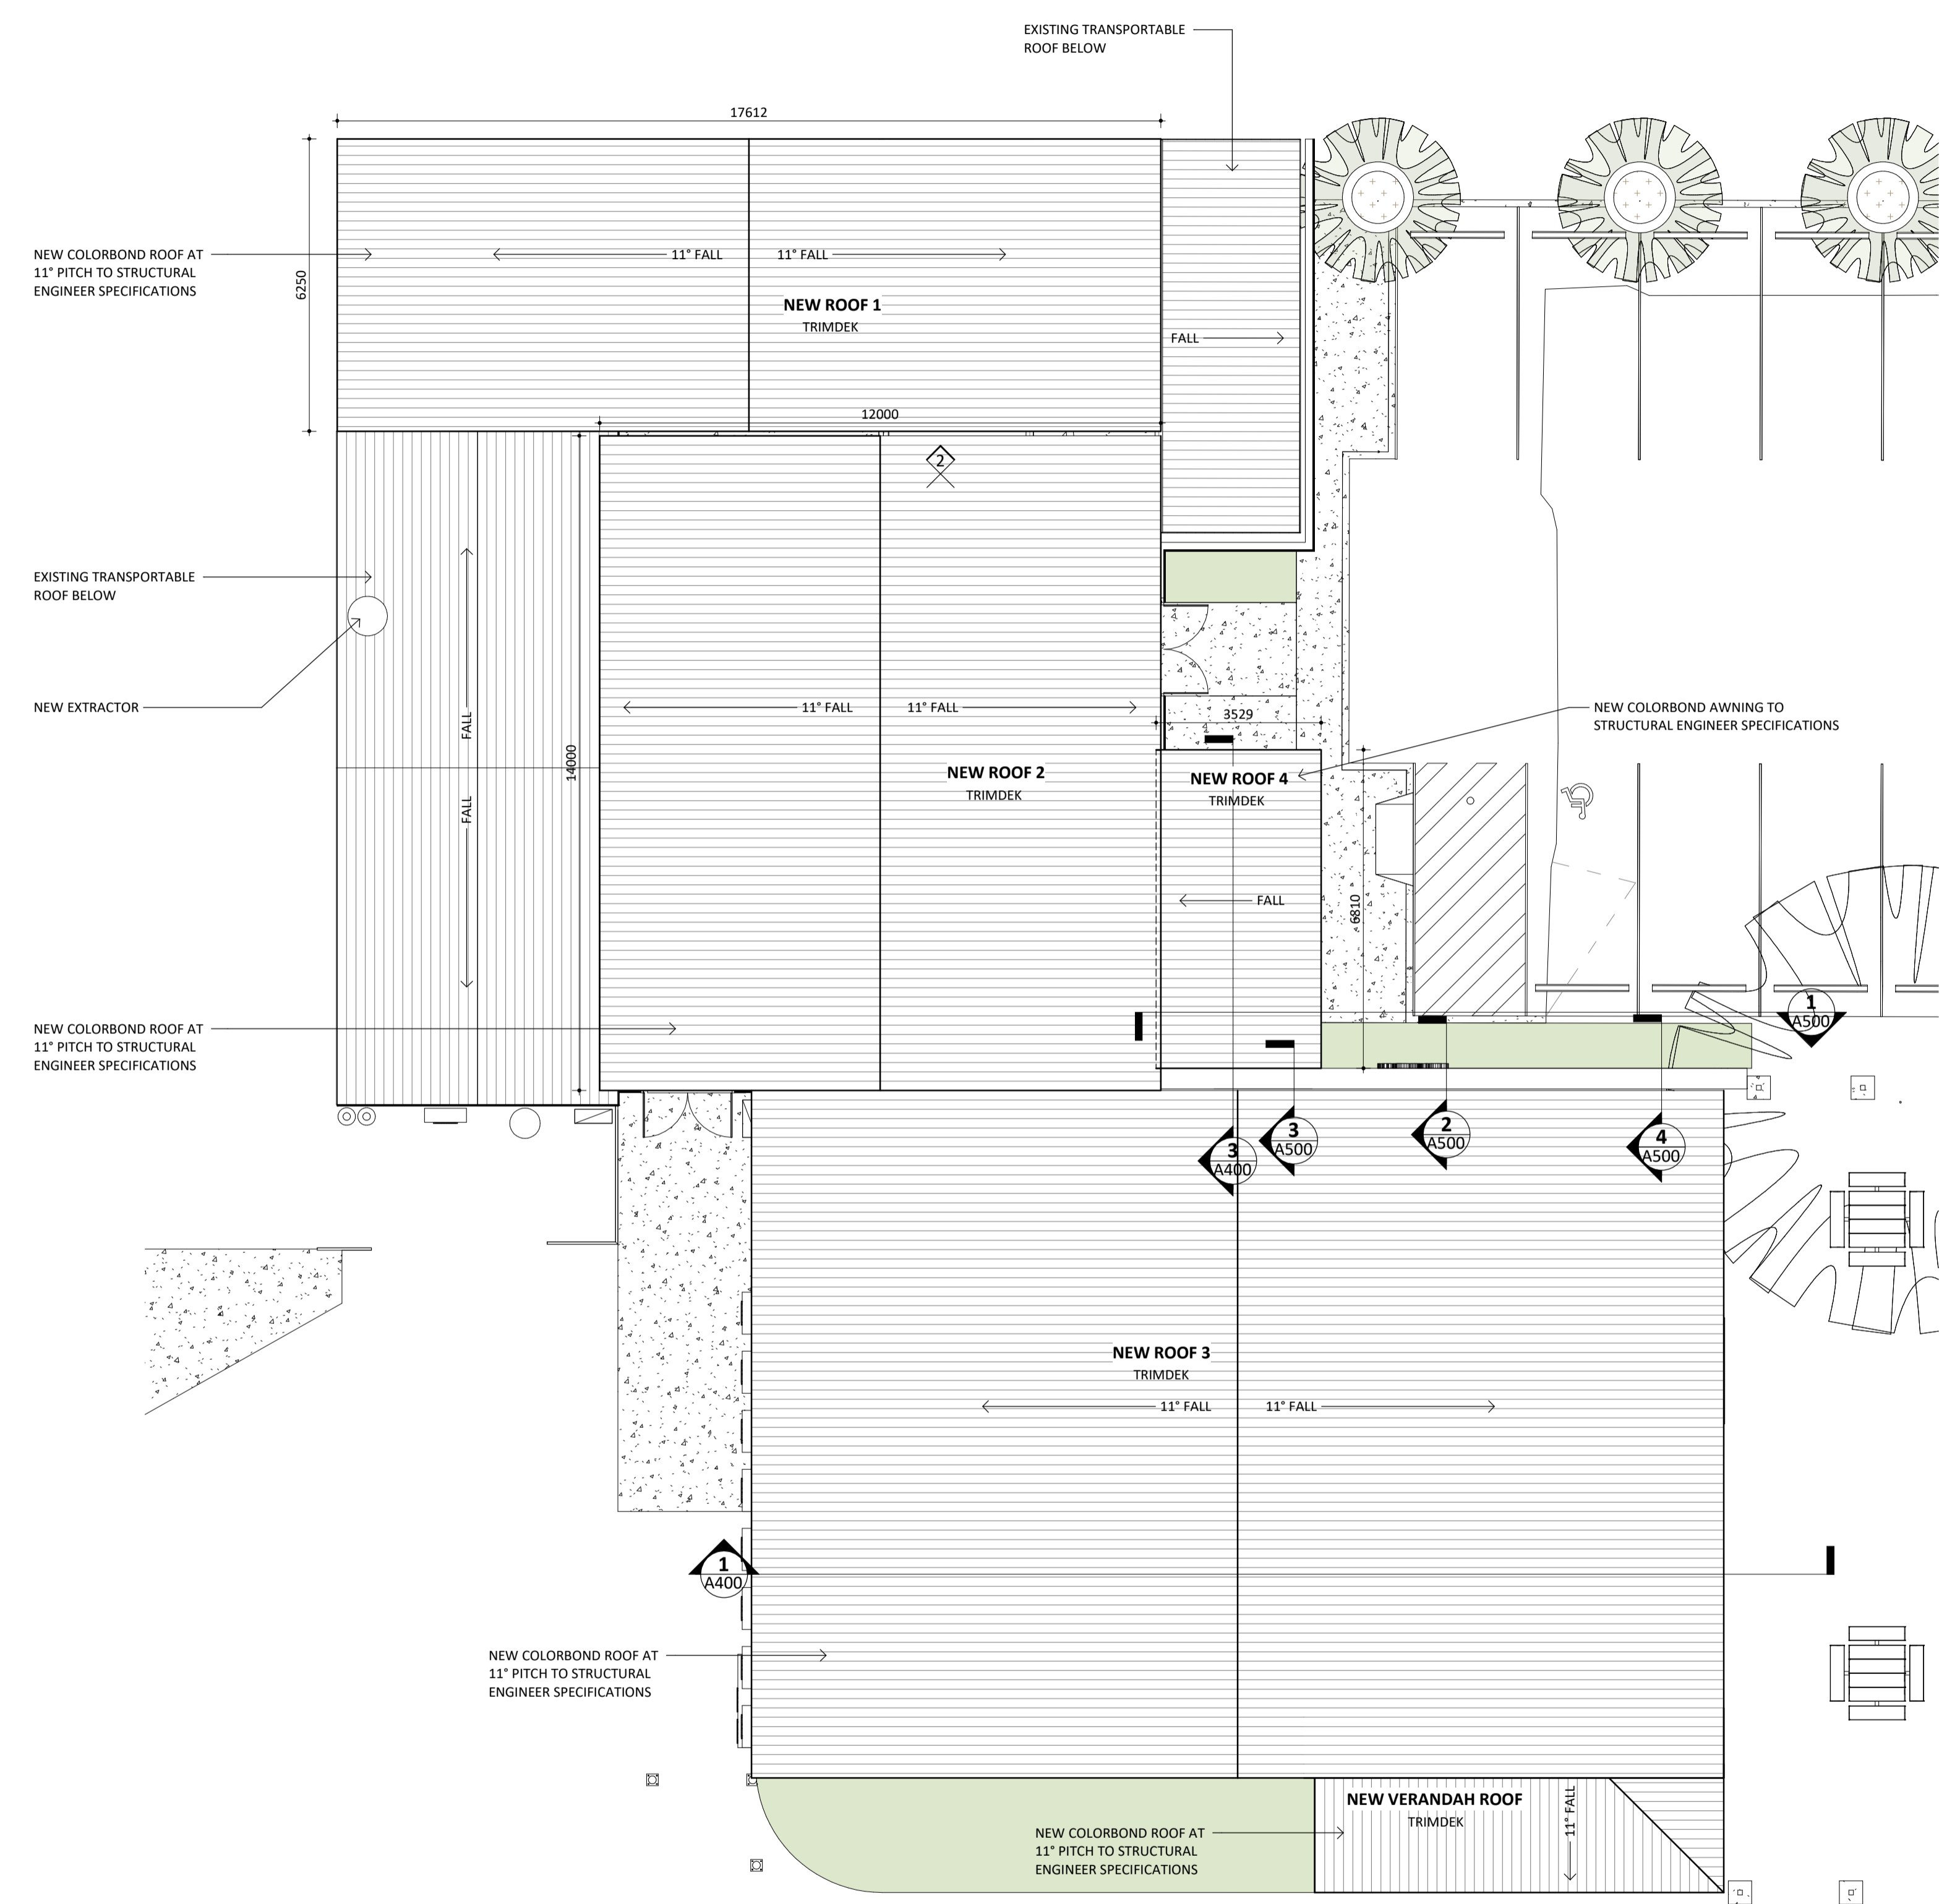 EXISTING TRANSPORTABLE
ROOF BELOW
17612
6250
NEW COLORBOND ROOF AT
11° PITCH TO STRUCTURAL
ENGINEER SPECIFICATIONS
11° FALL
11° FALL
NEW ROOF 1
TRIMDEK
FALL
12000
2
EXISTING TRANSPORTABLE
ROOF BELOW
NEW EXTRACTOR
FALL
FALL
14000
11° FALL
11° FALL
3529
NEW COLORBOND AWNING TO
STRUCTURAL ENGINEER SPECIFICATIONS
NEW ROOF 2
TRIMDEK
NEW ROOF 4
TRIMDEK
FALL
6810
NEW COLORBOND ROOF AT
11° PITCH TO STRUCTURAL
ENGINEER SPECIFICATIONS
1
A500
3
A400
3
A500
2
A500
4
A500
NEW ROOF 3
TRIMDEK
11° FALL
11° FALL
1
A400
NEW COLORBOND ROOF AT
11° PITCH TO STRUCTURAL
ENGINEER SPECIFICATIONS
NEW VERANDAH ROOF
TRIMDEK
11° FALL
NEW COLORBOND ROOF AT
11° PITCH TO STRUCTURAL
ENGINEER SPECIFICATIONS